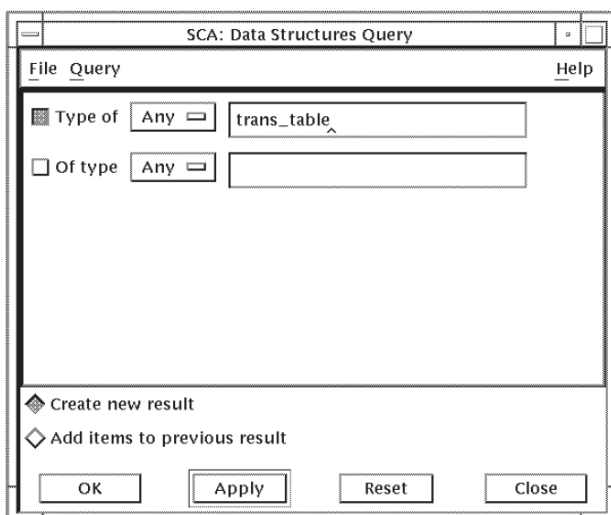 SCA: Data Structures Query
File Query Help
Type of Any trans_table
Of type Any
Create new result
Add items to previous result
OK Apply Reset Close